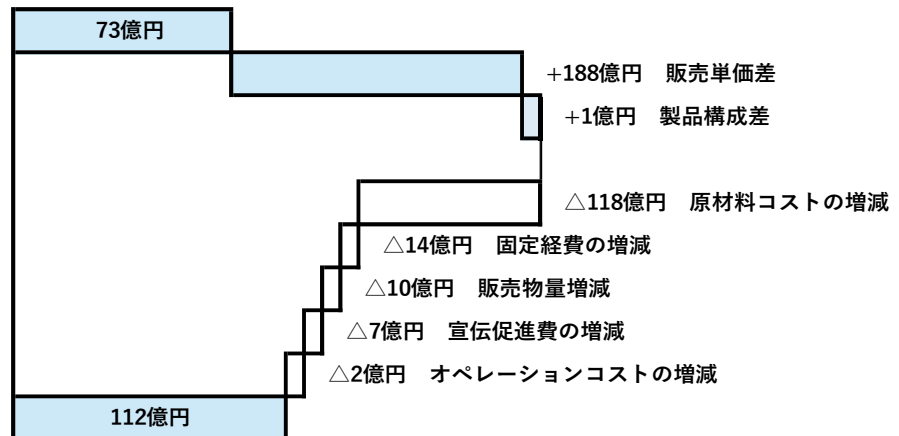 73億円
+188億円 販売単価差
+1億円 製品構成差
△118億円 原材料コストの増減
△14億円 固定経費の増減
△10億円 販売物量増減
△7億円 宣伝促進費の増減
△2億円 オペレーションコストの増減
112億円